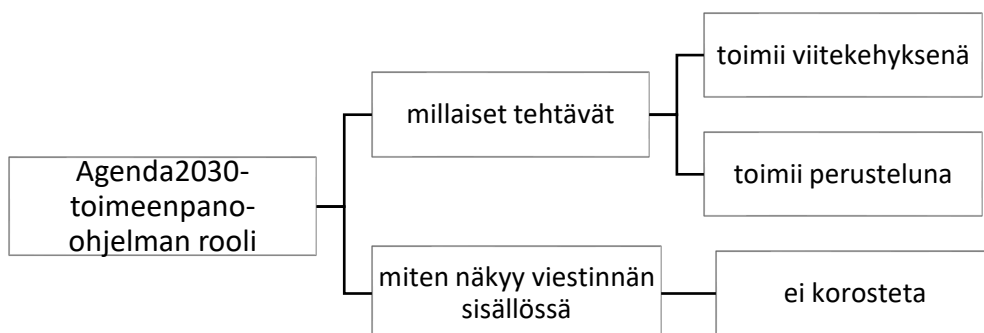 Agenda2030-
toimeenpano-
ohjelman rooli
millaiset tehtävät
toimii viitekehyksenä
toimii perusteluna
miten näkyy viestinnän
sisällössä
ei korosteta